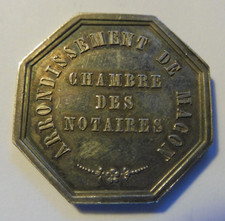 ARRONDISSEMENT DE MACON
CHAMBRE
DES
NOTAIRES